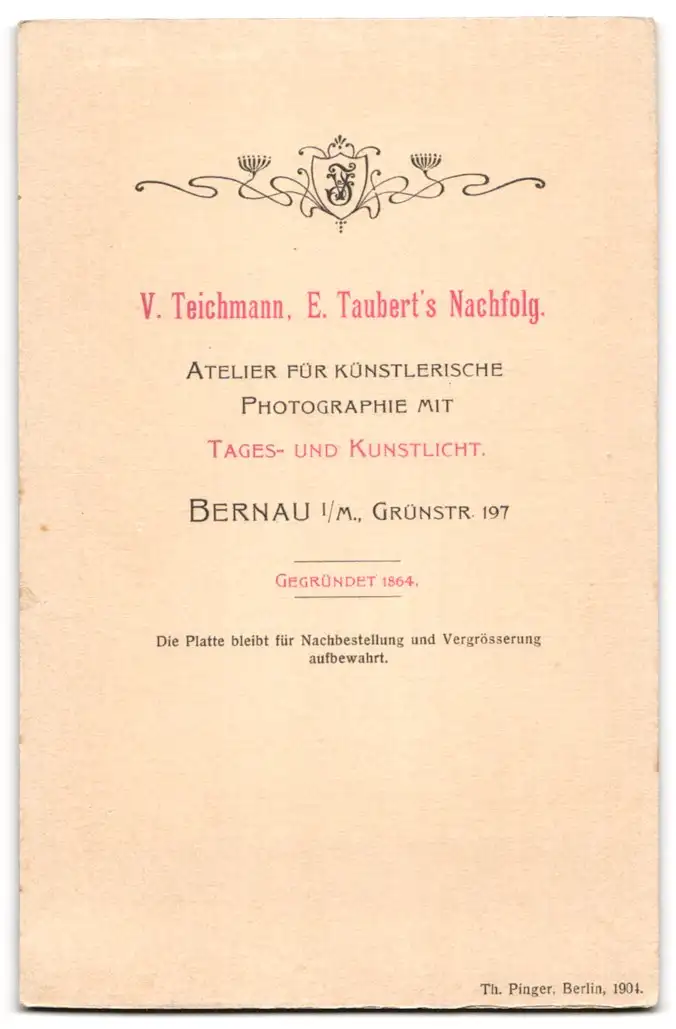 V. Teichmann, E. Taubert's Nachfolg.
ATELIER FÜR KÜNSTLERISCHE
PHOTOGRAPHIE MIT
TAGES- UND KUNSTLICHT.
BERNAU I/M., GRÜNSTR. 197
GEGRÜNDET 1864.
Die Platte bleibt für Nachbestellung und Vergrösserung
aufbewahrt.
Th. Pinger, Berlin, 1904.